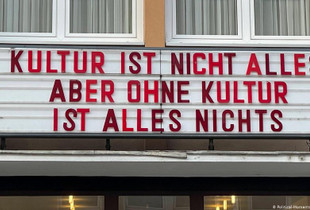 KULTUR IST NICHT ALLES
ABER OHNE KULTUR
IST ALLES NICHTS